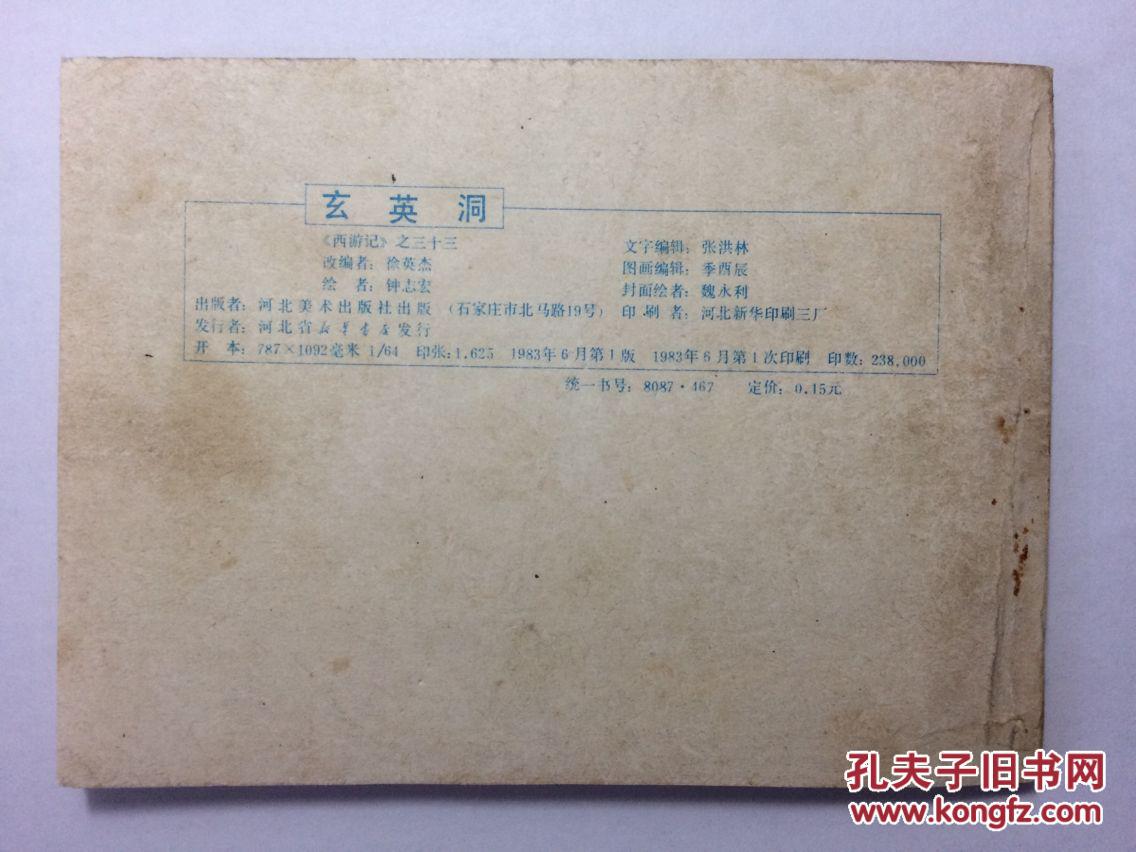 玄英洞
《西游记》之三十三
文字编辑：张洪林
改编者：徐英杰
图画编辑：季酉辰
绘 者：钟志宏
封面绘者：魏永利
出版者：河北美术出版社出版 （石家庄市北马路19号） 印刷者：河北新华印刷三厂
发行者：河北省新华书店发行
开 本：787×1092毫米 1/64 印张：1.625 1983年6月第1版 1983年6月第1次印刷 印数：238,000
统一书号：8087·467 定价：0.15元
孔夫子旧书网
www.kongfz.com